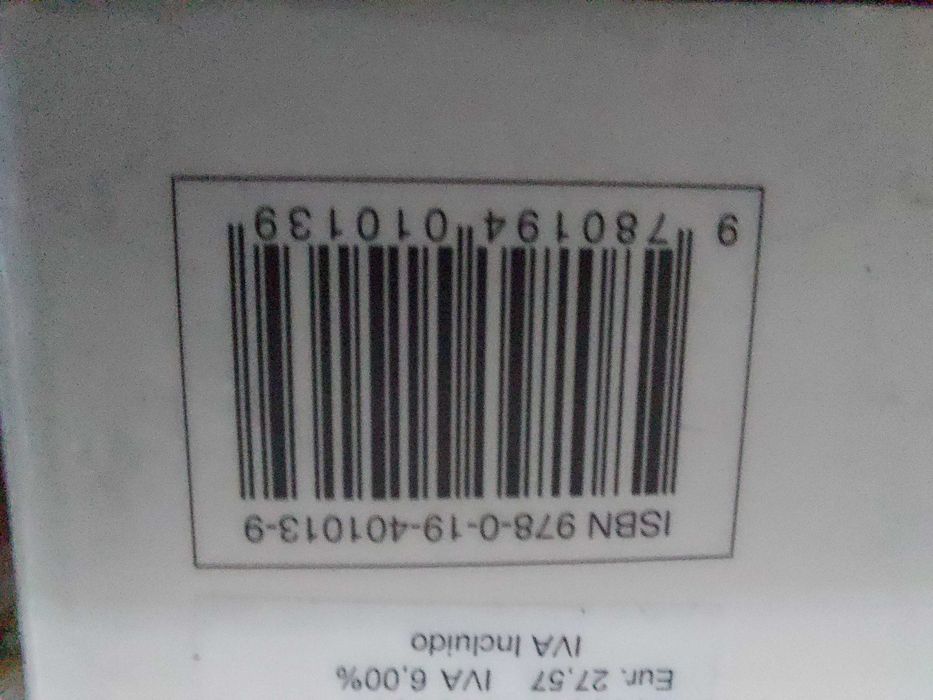 Eur. 27,57 IVA 6,00%
IVA Incluido
ISBN 978-0-19-401013-9
9 780194 010139